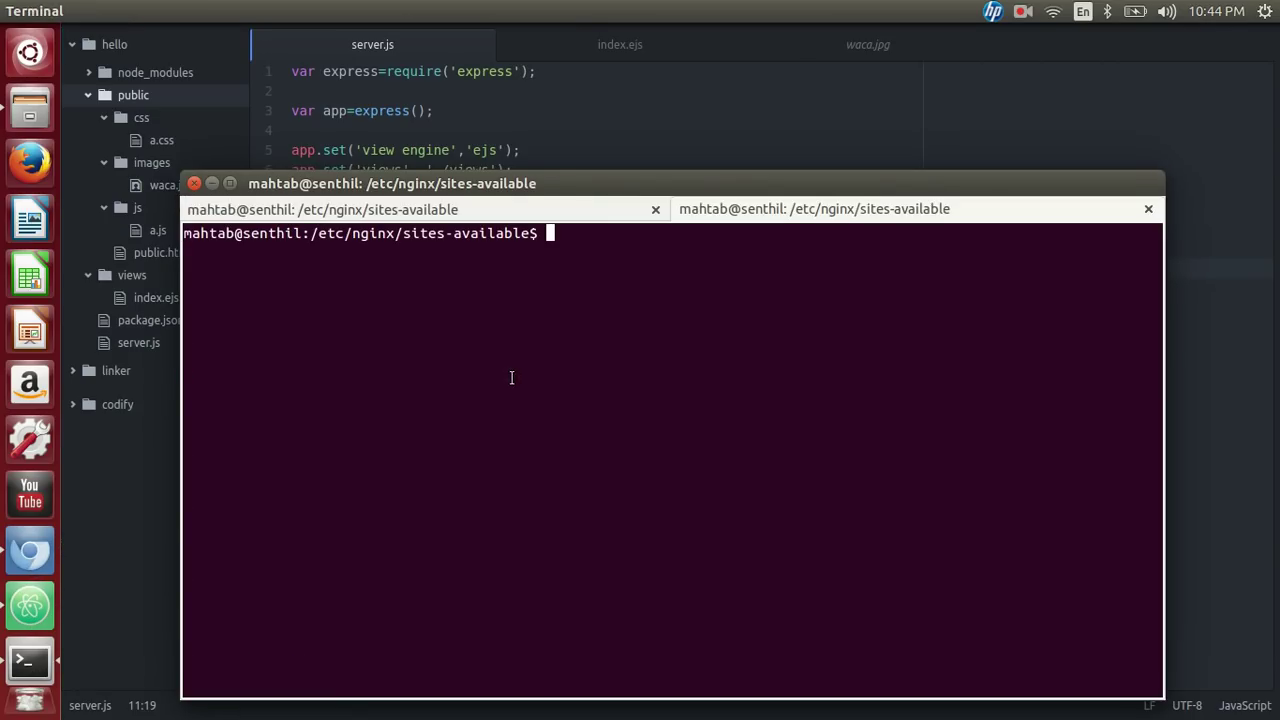 Terminal
hp
En
10:44 PM
hello
node_modules
public
css
a.css
images
waca.
js
a.js
public.ht
views
index.ejs
package.json
server.js
linker
codify
server.js
index.ejs
waca.jpg
1 var express=require('express');
2
3 var app=express();
4
5 app.set('view engine','ejs');
mahtab@senthil: /etc/nginx/sites-available
mahtab@senthil: /etc/nginx/sites-available
mahtab@senthil: /etc/nginx/sites-available
mahtab@senthil:/etc/nginx/sites-available$
a
You
Tube
>_
server.js 11:19
LF UTF-8 JavaScript